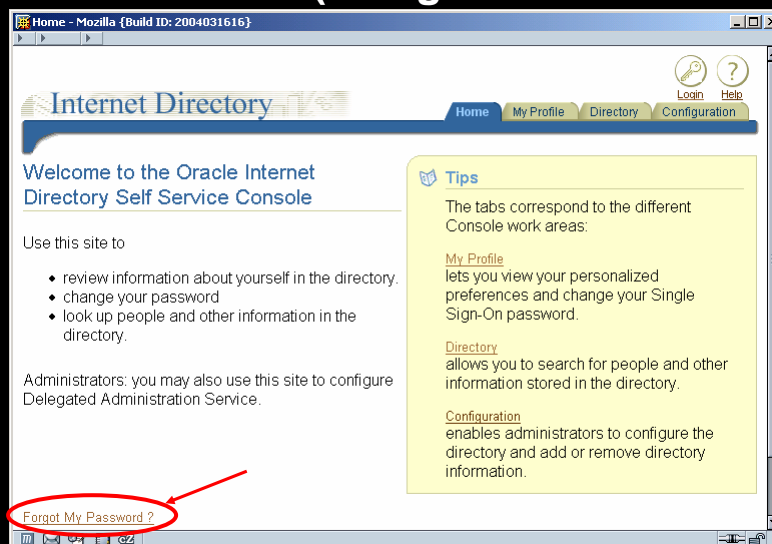 Home - Mozilla {Build ID: 2004031616}
Internet Directory
Login Help
Home My Profile Directory Configuration
Welcome to the Oracle Internet
Directory Self Service Console
Use this site to
• review information about yourself in the directory.
• change your password
• look up people and other information in the
directory.
Administrators: you may also use this site to configure
Delegated Administration Service.
Forgot My Password ?
Tips
The tabs correspond to the different
Console work areas:
My Profile
lets you view your personalized
preferences and change your Single
Sign-On password.
Directory
allows you to search for people and other
information stored in the directory.
Configuration
enables administrators to configure the
directory and add or remove directory
information.